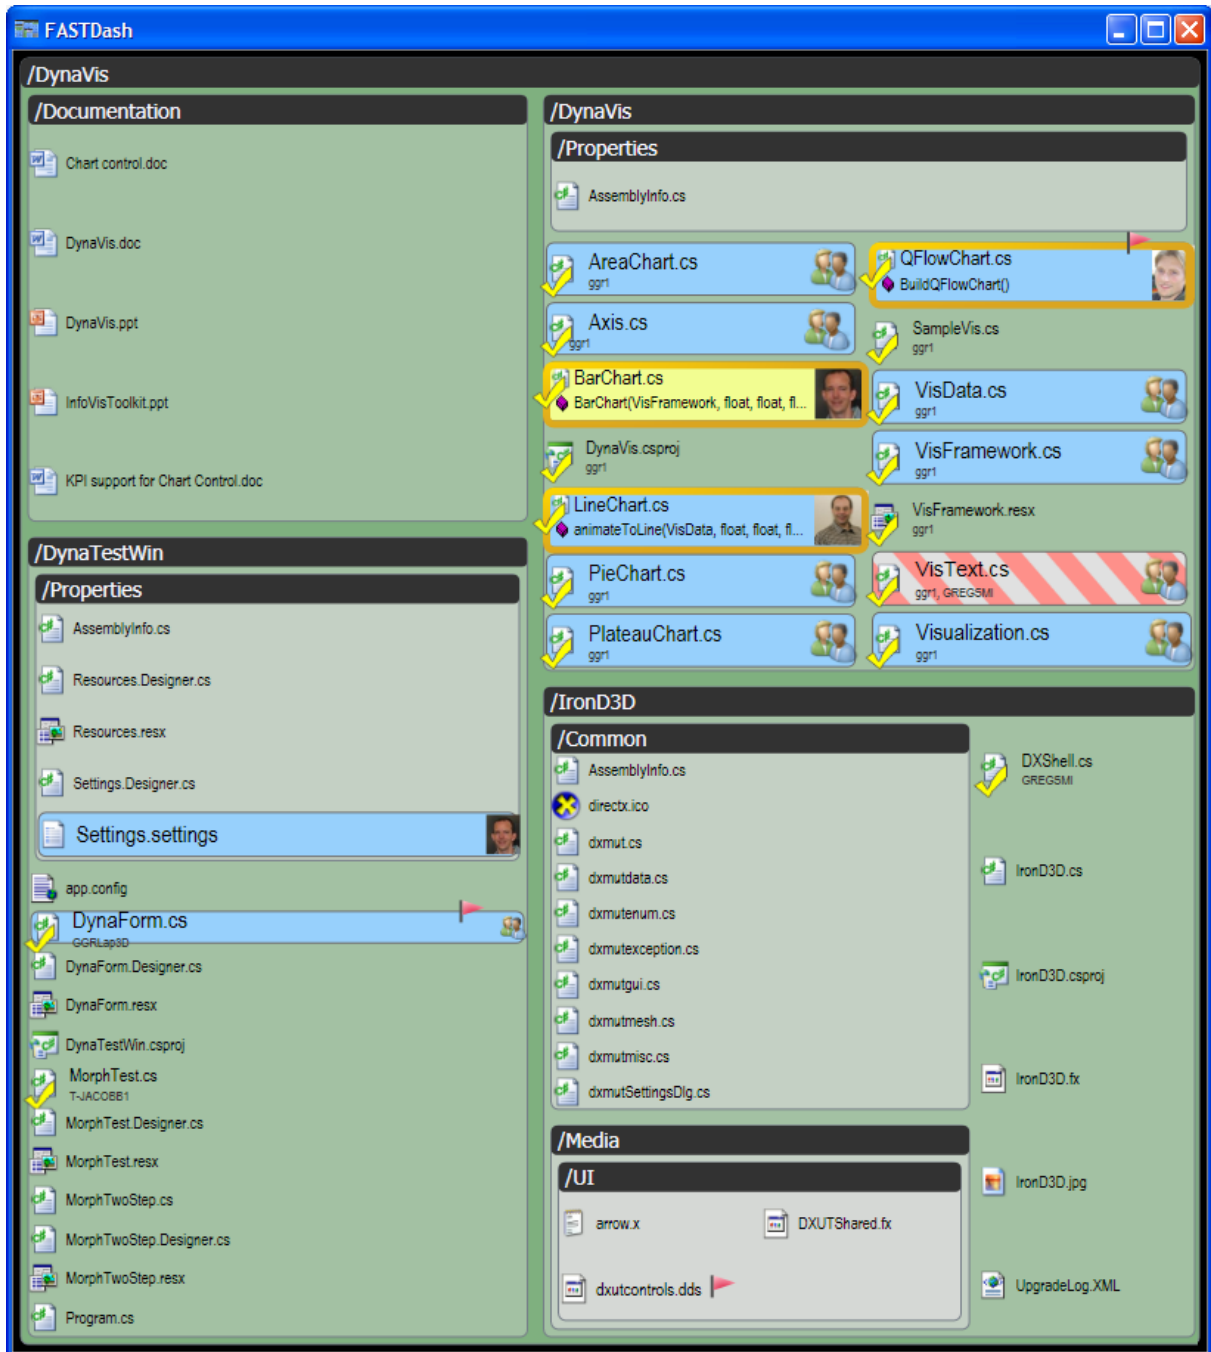 FASTDash
/DynaVis
/Documentation
Chart control.doc
DynaVis.doc
DynaVis.ppt
InfoVisToolkit.ppt
KPI support for Chart Control.doc
/DynaTestWin
/Properties
AssemblyInfo.cs
Resources.Designer.cs
Resources.resx
Settings.Designer.cs
Settings.settings
app.config
DynaForm.cs
GGRLap3D
DynaForm.Designer.cs
DynaForm.resx
DynaTestWin.csproj
MorphTest.cs
T-JACOBB1
MorphTest.Designer.cs
MorphTest.resx
MorphTwoStep.cs
MorphTwoStep.Designer.cs
MorphTwoStep.resx
Program.cs
/DynaVis
/Properties
AssemblyInfo.cs
AreaChart.cs
ggr1
Axis.cs
ggr1
BarChart.cs
BarChart(VisFramework, float, float, fl...
DynaVis.csproj
ggr1
LineChart.cs
animateToLine(VisData, float, float, fl...
PieChart.cs
ggr1
PlateauChart.cs
ggr1
QFlowChart.cs
BuildQFlowChart()
SampleVis.cs
ggr1
VisData.cs
ggr1
VisFramework.cs
ggr1
VisFramework.resx
ggr1
VisText.cs
ggr1, GREGSMI
Visualization.cs
ggr1
/IronD3D
/Common
AssemblyInfo.cs
directx.ico
dxmut.cs
dxmutdata.cs
dxmutenum.cs
dxmutexception.cs
dxmutgui.cs
dxmutmesh.cs
dxmutmisc.cs
dxmutSettingsDlg.cs
/Media
/UI
arrow.x
DXUTShared.fx
dxutcontrols.dds
DXShell.cs
GREGSMI
IronD3D.cs
IronD3D.csproj
IronD3D.fx
IronD3D.jpg
UpgradeLog.XML